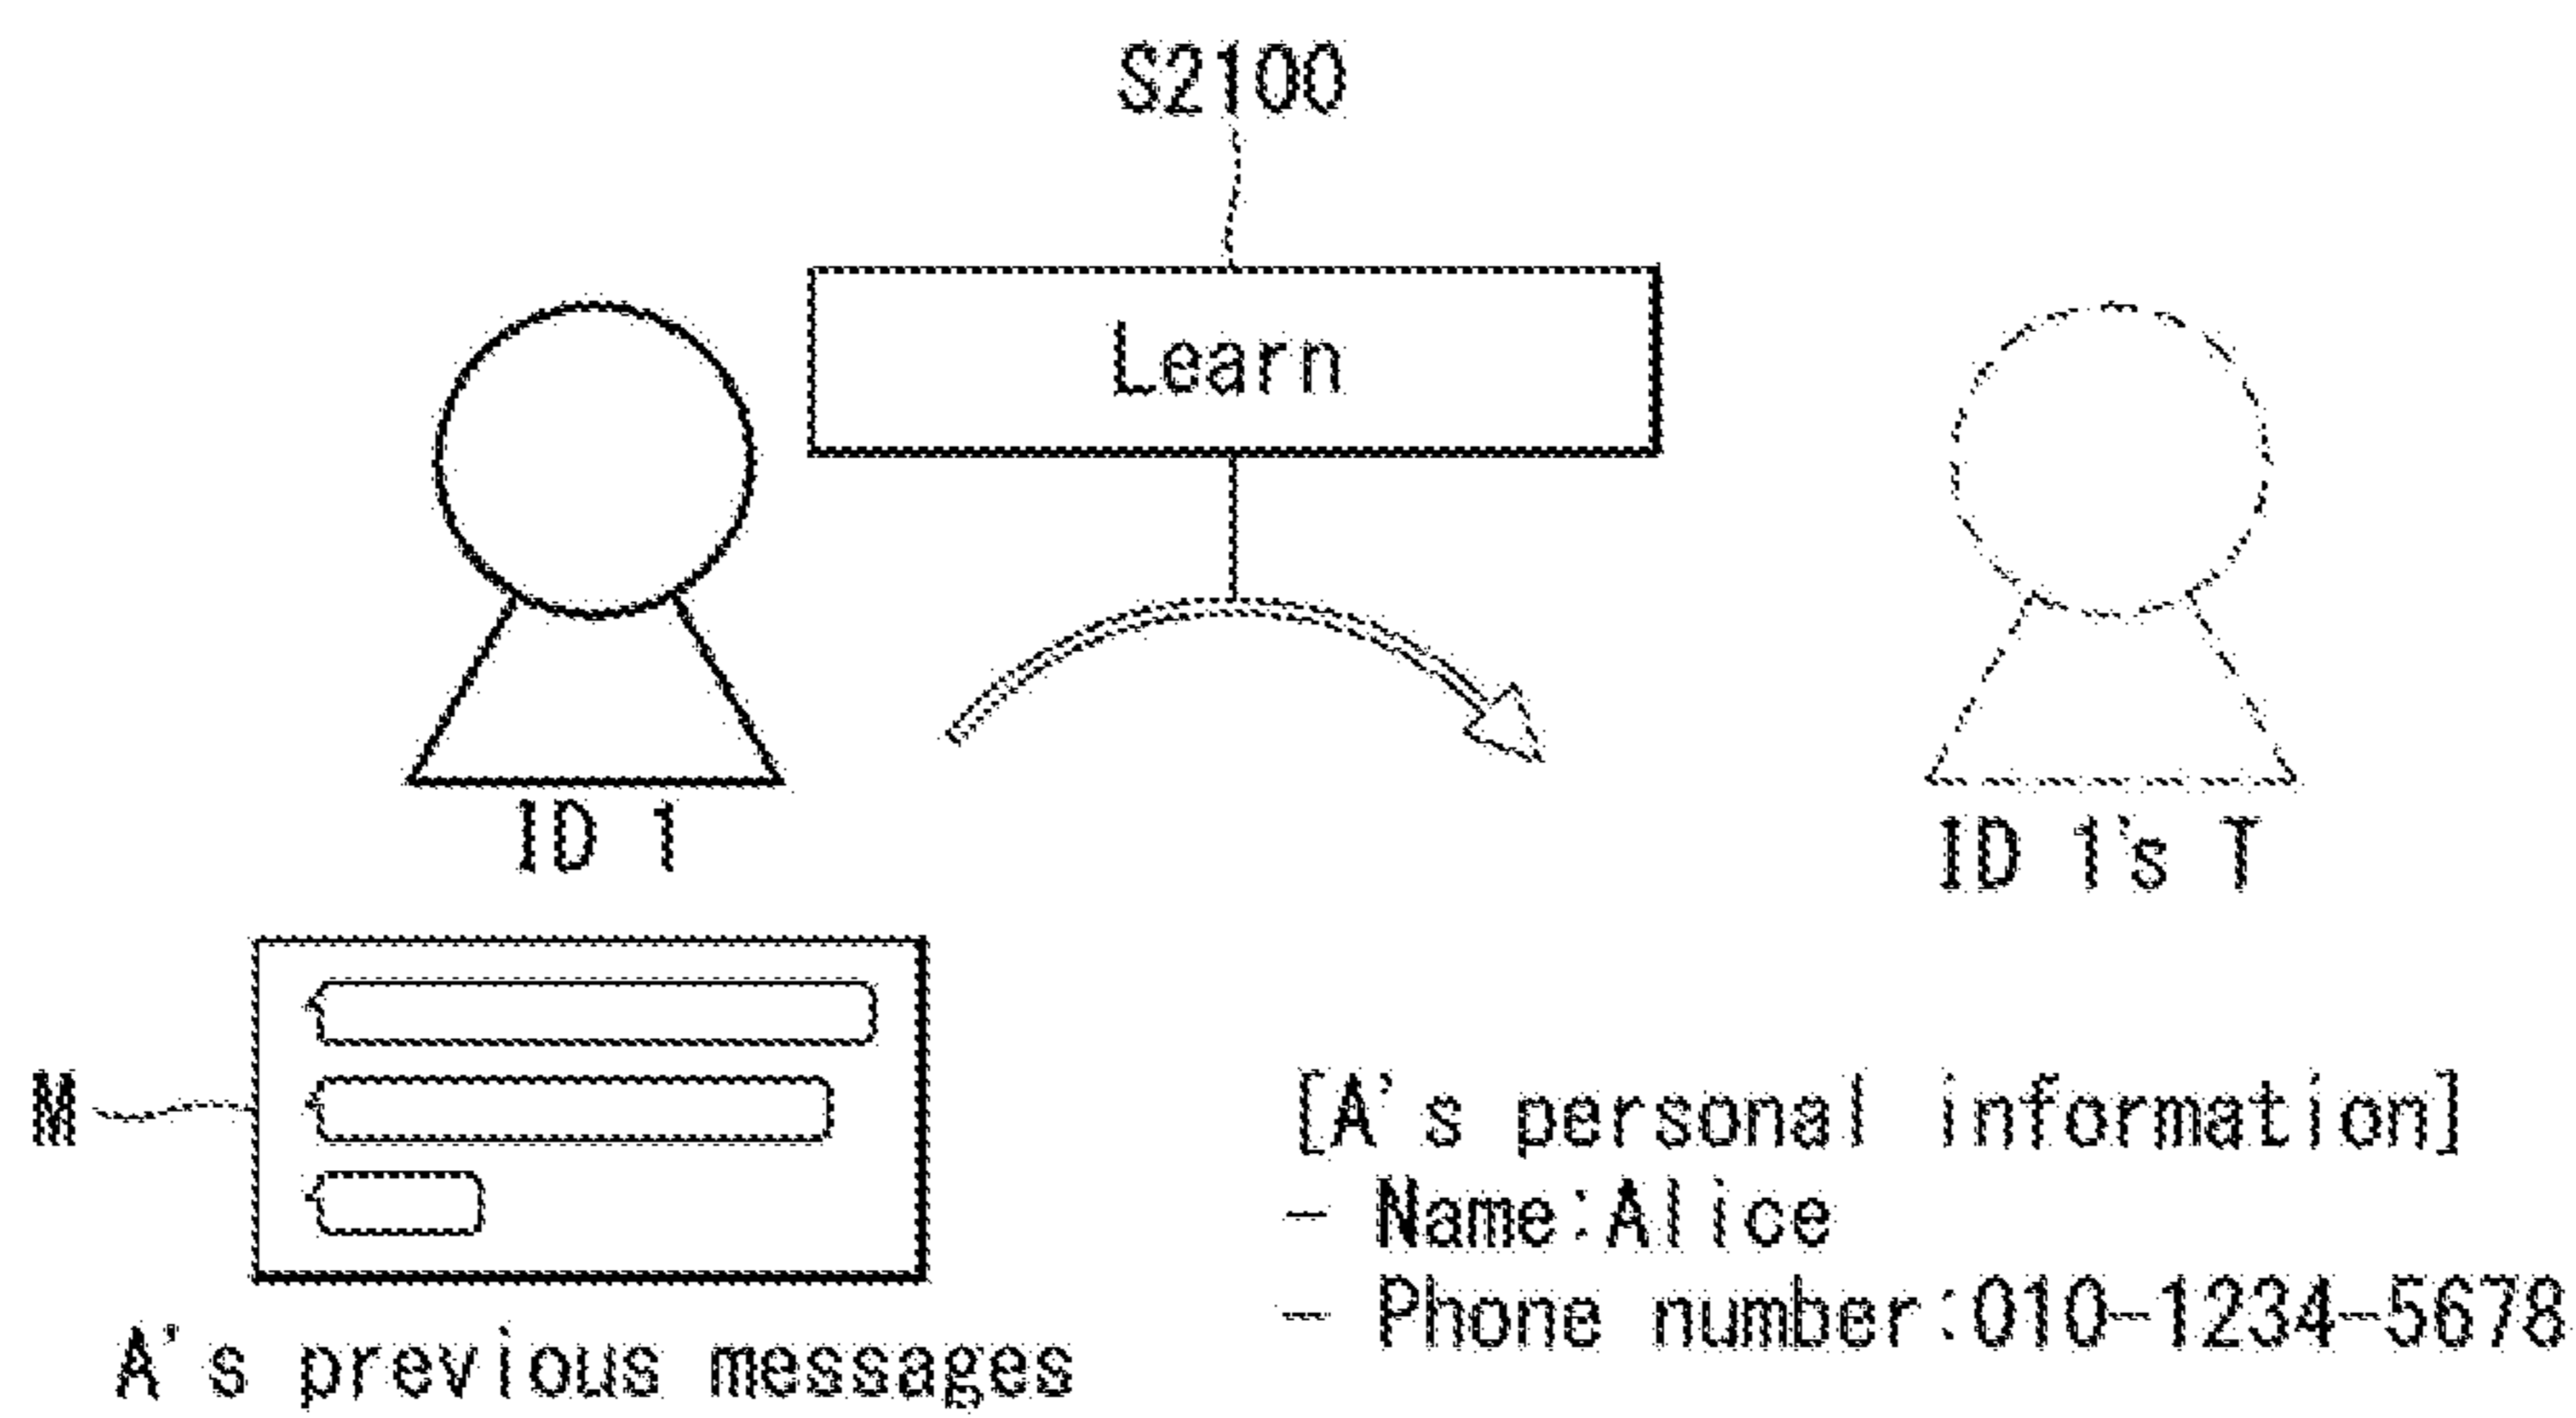 S2100
Learn
ID 1
ID 1's T
M
A's previous messages
[A's personal information]
- Name:Alice
- Phone number:010-1234-5678